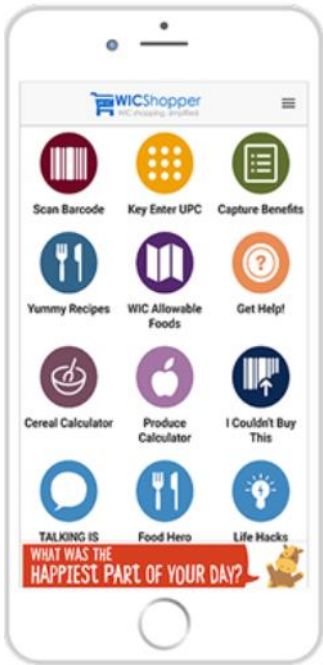 WICShopper
WIC shopping, simplified.
Scan Barcode
Key Enter UPC
Capture Benefits
Yummy Recipes
WIC Allowable
Foods
Get Help!
Cereal Calculator
Produce
Calculator
I Couldn't Buy
This
TALKING IS
Food Hero
Life Hacks
WHAT WAS THE
HAPPIEST PART OF YOUR DAY?